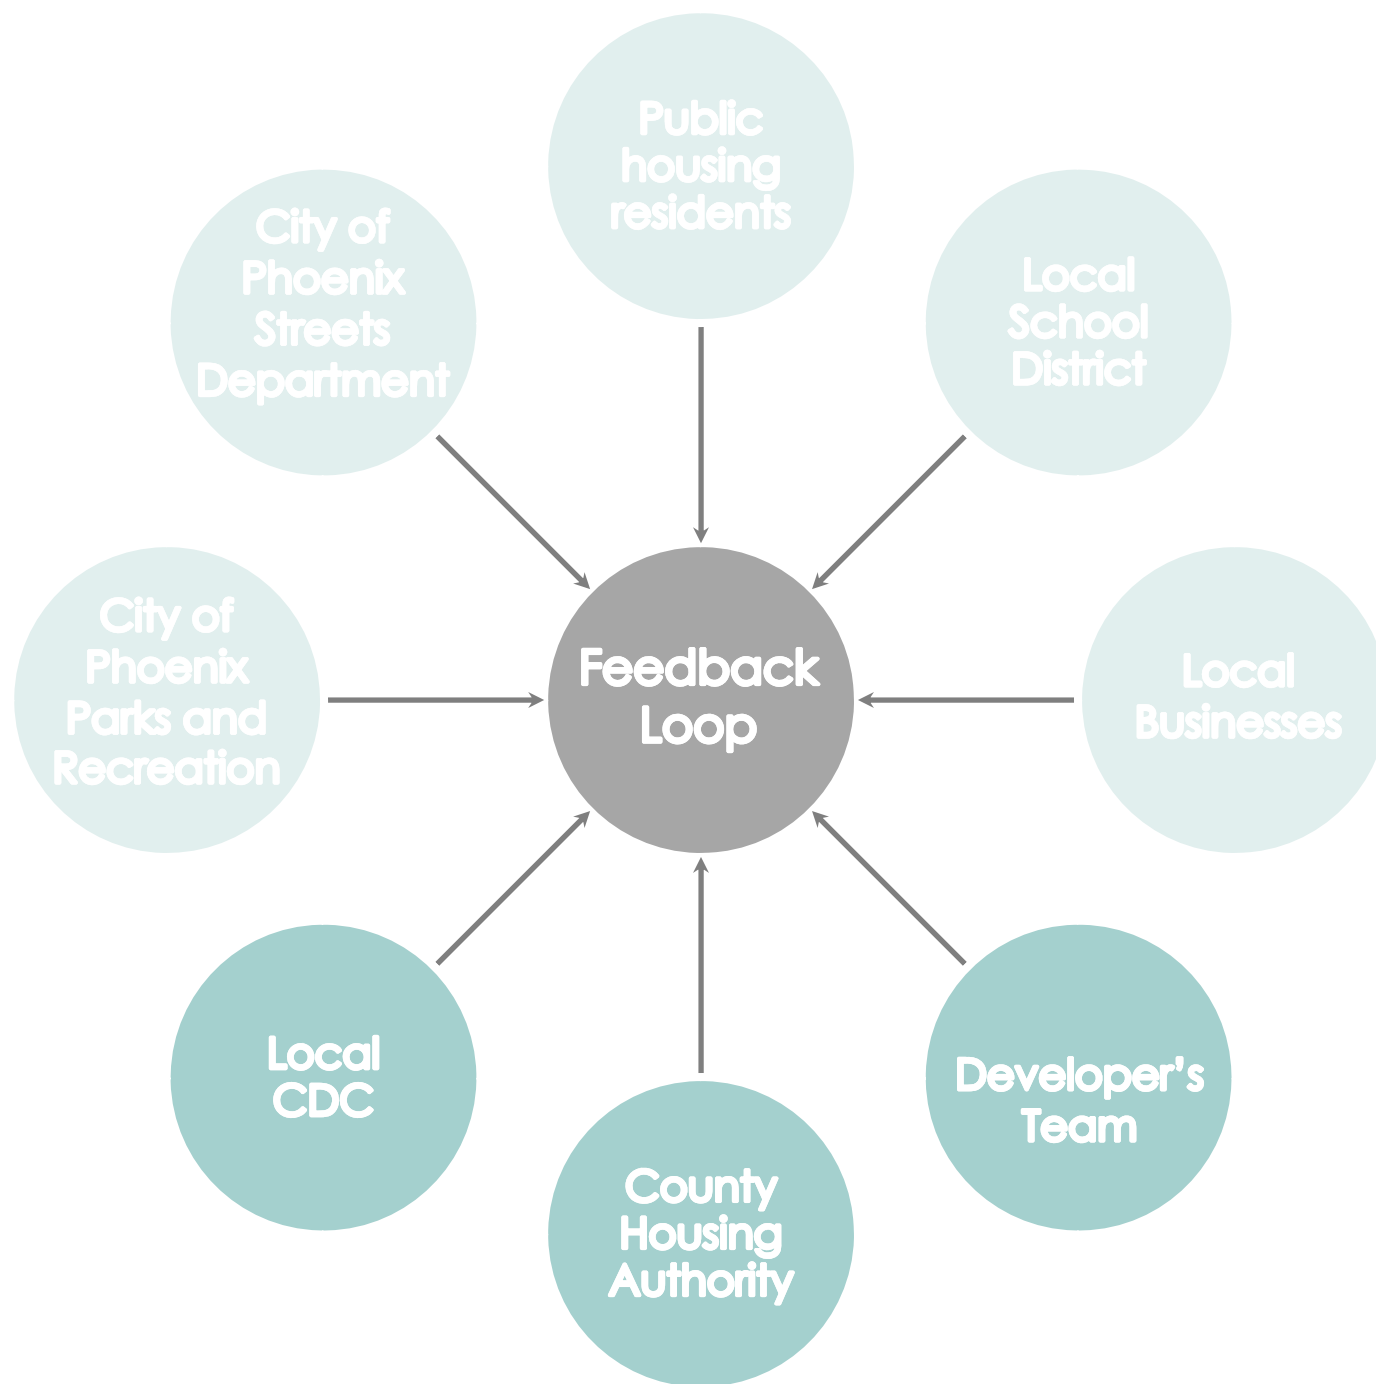 Public
housing
residents
City of
Phoenix
Streets
Department
Local
School
District
City of
Phoenix
Parks and
Recreation
Feedback
Loop
Local
Businesses
Local
CDC
County
Housing
Authority
Developer’s
Team